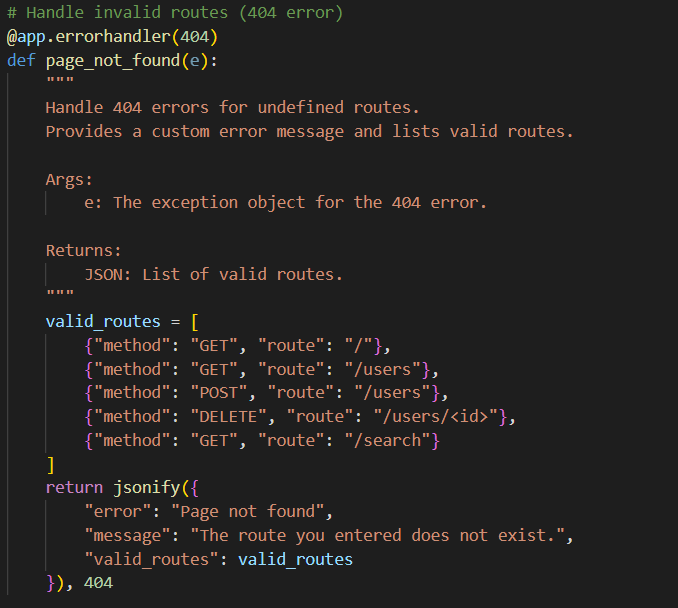 # Handle invalid routes (404 error)
@app.errorhandler(404)
def page_not_found(e):
    """
    Handle 404 errors for undefined routes.
    Provides a custom error message and lists valid routes.

    Args:
        e: The exception object for the 404 error.

    Returns:
        JSON: List of valid routes.
    """
    valid_routes = [
        {"method": "GET", "route": "/"},
        {"method": "GET", "route": "/users"},
        {"method": "POST", "route": "/users"},
        {"method": "DELETE", "route": "/users/<id>"},
        {"method": "GET", "route": "/search"}
    ]
    return jsonify({
        "error": "Page not found",
        "message": "The route you entered does not exist.",
        "valid_routes": valid_routes
    }), 404